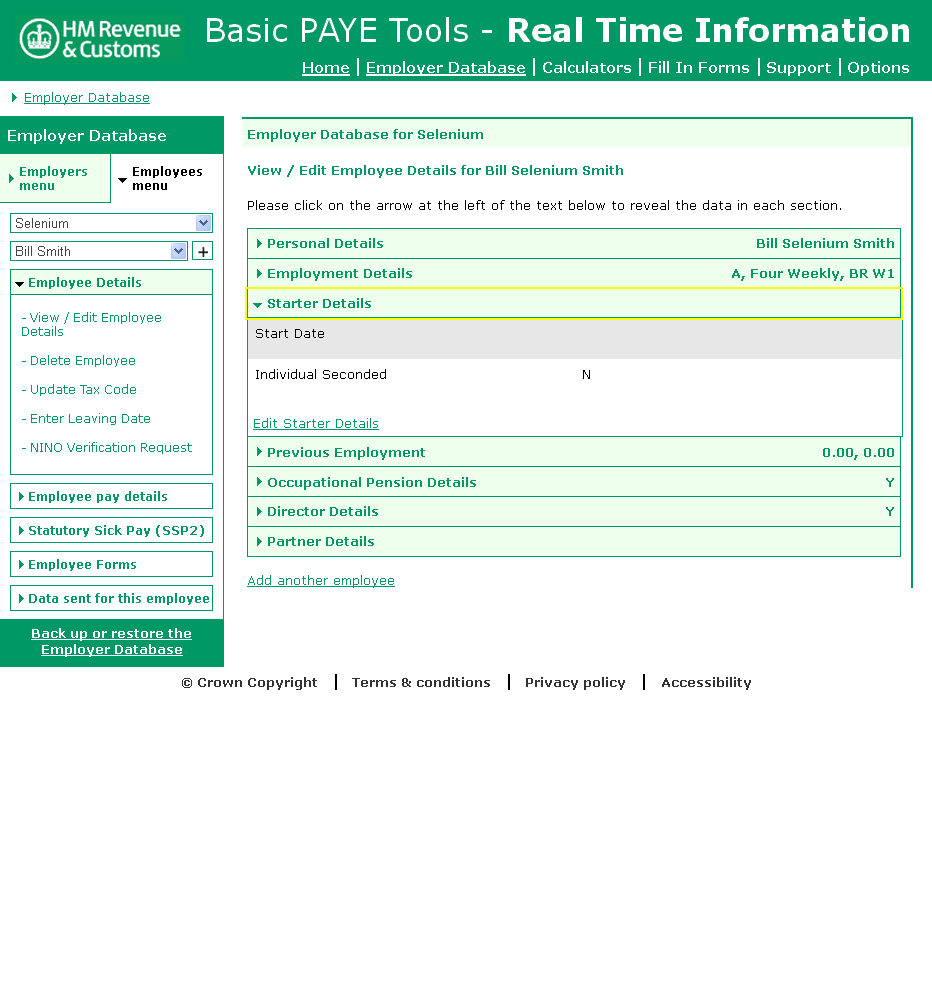 HM Revenue
& Customs
Basic PAYE Tools - Real Time Information
Home | Employer Database | Calculators | Fill In Forms | Support | Options
Employer Database
Employer Database
Employers
menu
Employees
menu
Selenium
Bill Smith
+
Employee Details
- View / Edit Employee
Details
- Delete Employee
- Update Tax Code
- Enter Leaving Date
- NINO Verification Request
Employee pay details
Statutory Sick Pay (SSP2)
Employee Forms
Data sent for this employee
Back up or restore the
Employer Database
Employer Database for Selenium
View / Edit Employee Details for Bill Selenium Smith
Please click on the arrow at the left of the text below to reveal the data in each section.
Personal Details Bill Selenium Smith
Employment Details A, Four Weekly, BR W1
Starter Details
Start Date
Individual Seconded N
Edit Starter Details
Previous Employment 0.00, 0.00
Occupational Pension Details Y
Director Details Y
Partner Details
Add another employee
© Crown Copyright | Terms & conditions | Privacy policy | Accessibility